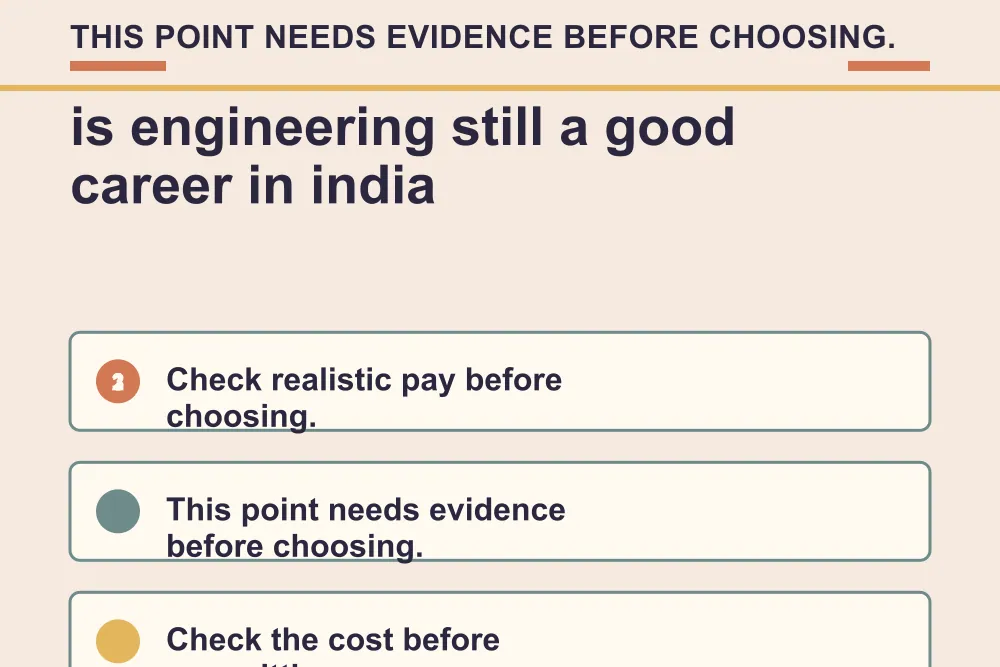 THIS POINT NEEDS EVIDENCE BEFORE CHOOSING.
is engineering still a good
career in india
Check realistic pay before
choosing.
This point needs evidence
before choosing.
Check the cost before